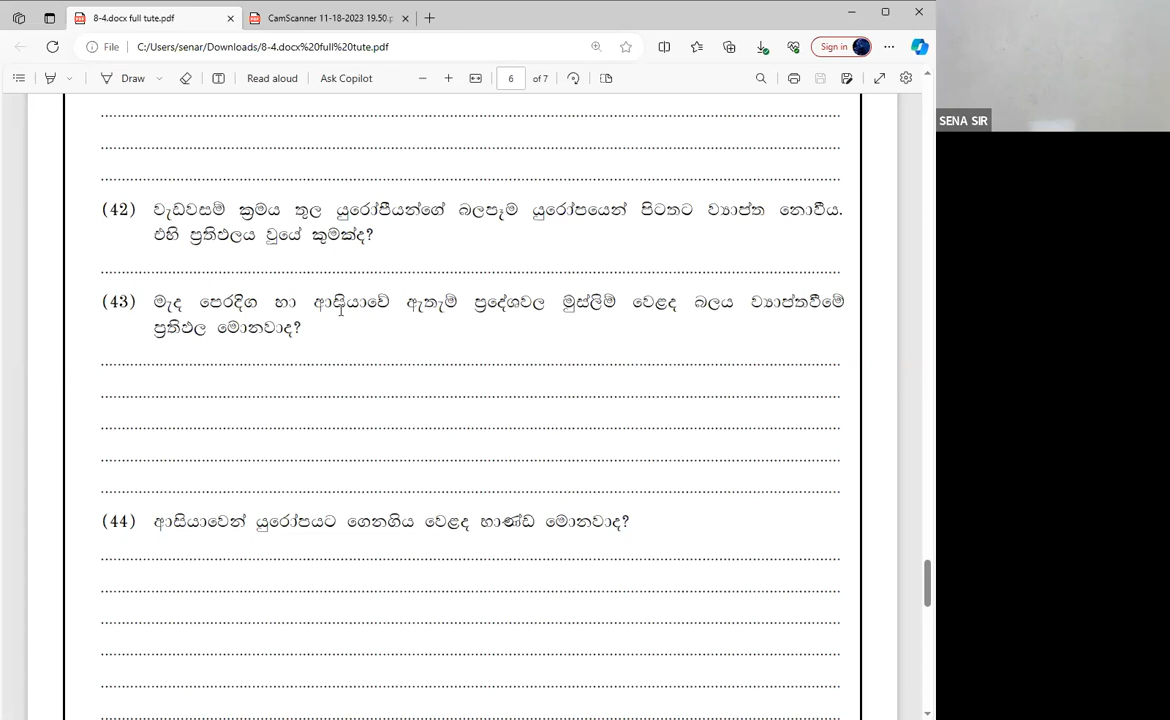 8-4.docx full tute.pdf
CamScanner 11-18-2023 19.50.p
File C:/Users/senar/Downloads/8-4.docx%20full%20tute.pdf
Sign in
Draw Read aloud Ask Copilot 6 of 7
SENA SIR
(42) වැඩවසම් ක්‍රමය තුල යුරෝපීයන්ගේ බලපෑම යුරෝපයෙන් පිටතට ව්‍යාප්ත නොවීය.
එහි ප්‍රතිඵලය වූයේ කුමක්ද?
(43) මැද පෙරදිග හා ආසියාවේ ඇතැම් ප්‍රදේශවල මුස්ලිම් වෙළද බලය ව්‍යාප්තවීමේ
ප්‍රතිඵල මොනවාද?
(44) ආසියාවෙන් යුරෝපයට ගෙනගිය වෙළද භාණ්ඩ මොනවාද?